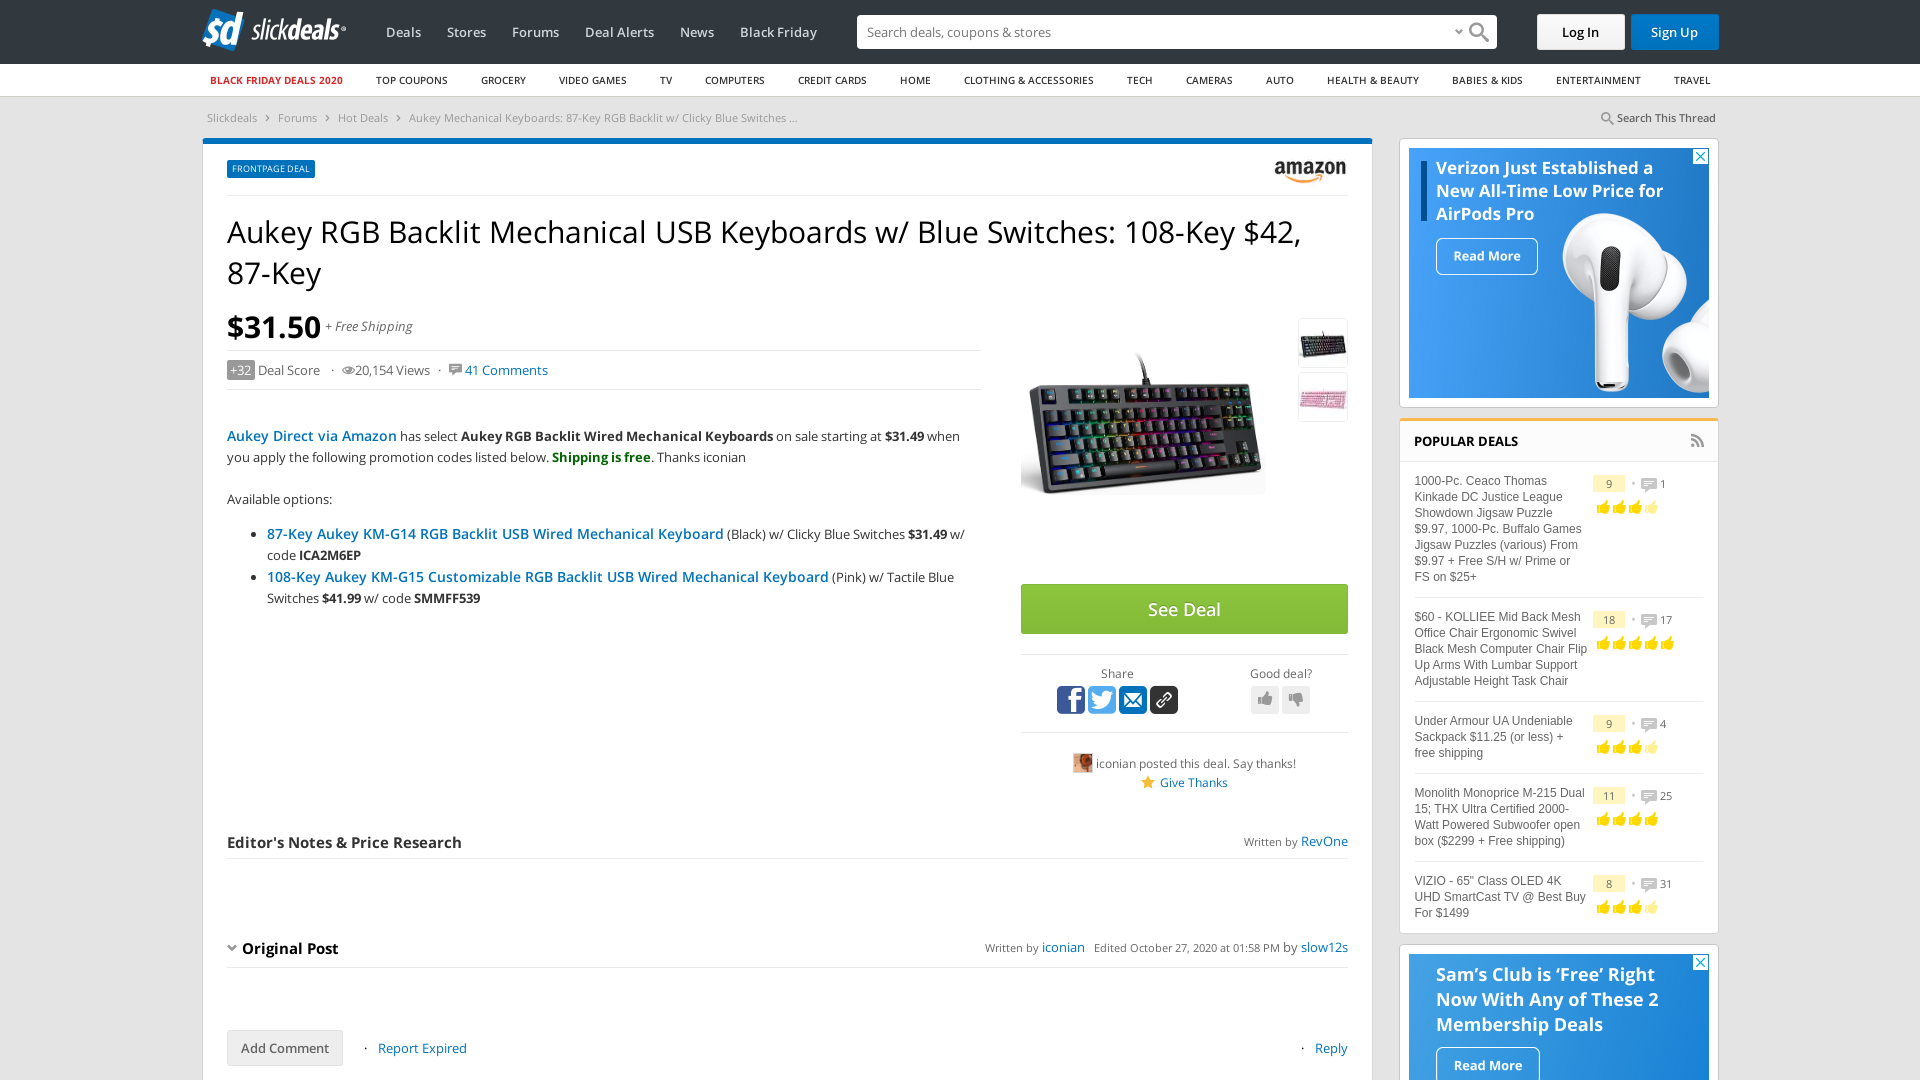 slickdeals
Deals Stores Forums Deal Alerts News Black Friday
Search deals, coupons & stores
Log In
Sign Up
BLACK FRIDAY DEALS 2020 TOP COUPONS GROCERY VIDEO GAMES TV COMPUTERS CREDIT CARDS HOME CLOTHING & ACCESSORIES TECH CAMERAS AUTO HEALTH & BEAUTY BABIES & KIDS ENTERTAINMENT TRAVEL
Slickdeals › Forums › Hot Deals › Aukey Mechanical Keyboards: 87-Key RGB Backlit w/ Clicky Blue Switches ...
Search This Thread
FRONTPAGE DEAL
amazon
Aukey RGB Backlit Mechanical USB Keyboards w/ Blue Switches: 108-Key $42,
87-Key
$31.50 + Free Shipping
+32 Deal Score · 20,154 Views · 41 Comments
Aukey Direct via Amazon has select Aukey RGB Backlit Wired Mechanical Keyboards on sale starting at $31.49 when
you apply the following promotion codes listed below. Shipping is free. Thanks iconian
Available options:
• 87-Key Aukey KM-G14 RGB Backlit USB Wired Mechanical Keyboard (Black) w/ Clicky Blue Switches $31.49 w/
code ICA2M6EP
• 108-Key Aukey KM-G15 Customizable RGB Backlit USB Wired Mechanical Keyboard (Pink) w/ Tactile Blue
Switches $41.99 w/ code SMMFF539
See Deal
Share
Good deal?
iconian posted this deal. Say thanks!
Give Thanks
Editor's Notes & Price Research
Written by RevOne
Original Post
Written by iconian Edited October 27, 2020 at 01:58 PM by slow12s
Add Comment · Report Expired
· Reply
Verizon Just Established a
New All-Time Low Price for
AirPods Pro
Read More
POPULAR DEALS
1000-Pc. Ceaco Thomas
Kinkade DC Justice League
Showdown Jigsaw Puzzle
$9.97, 1000-Pc. Buffalo Games
Jigsaw Puzzles (various) From
$9.97 + Free S/H w/ Prime or
FS on $25+
9 • 1
$60 - KOLLIEE Mid Back Mesh
Office Chair Ergonomic Swivel
Black Mesh Computer Chair Flip
Up Arms With Lumbar Support
Adjustable Height Task Chair
18 • 17
Under Armour UA Undeniable
Sackpack $11.25 (or less) +
free shipping
9 • 4
Monolith Monoprice M-215 Dual
15; THX Ultra Certified 2000-
Watt Powered Subwoofer open
box ($2299 + Free shipping)
11 • 25
VIZIO - 65" Class OLED 4K
UHD SmartCast TV @ Best Buy
For $1499
8 • 31
Sam's Club is ‘Free’ Right
Now With Any of These 2
Membership Deals
Read More